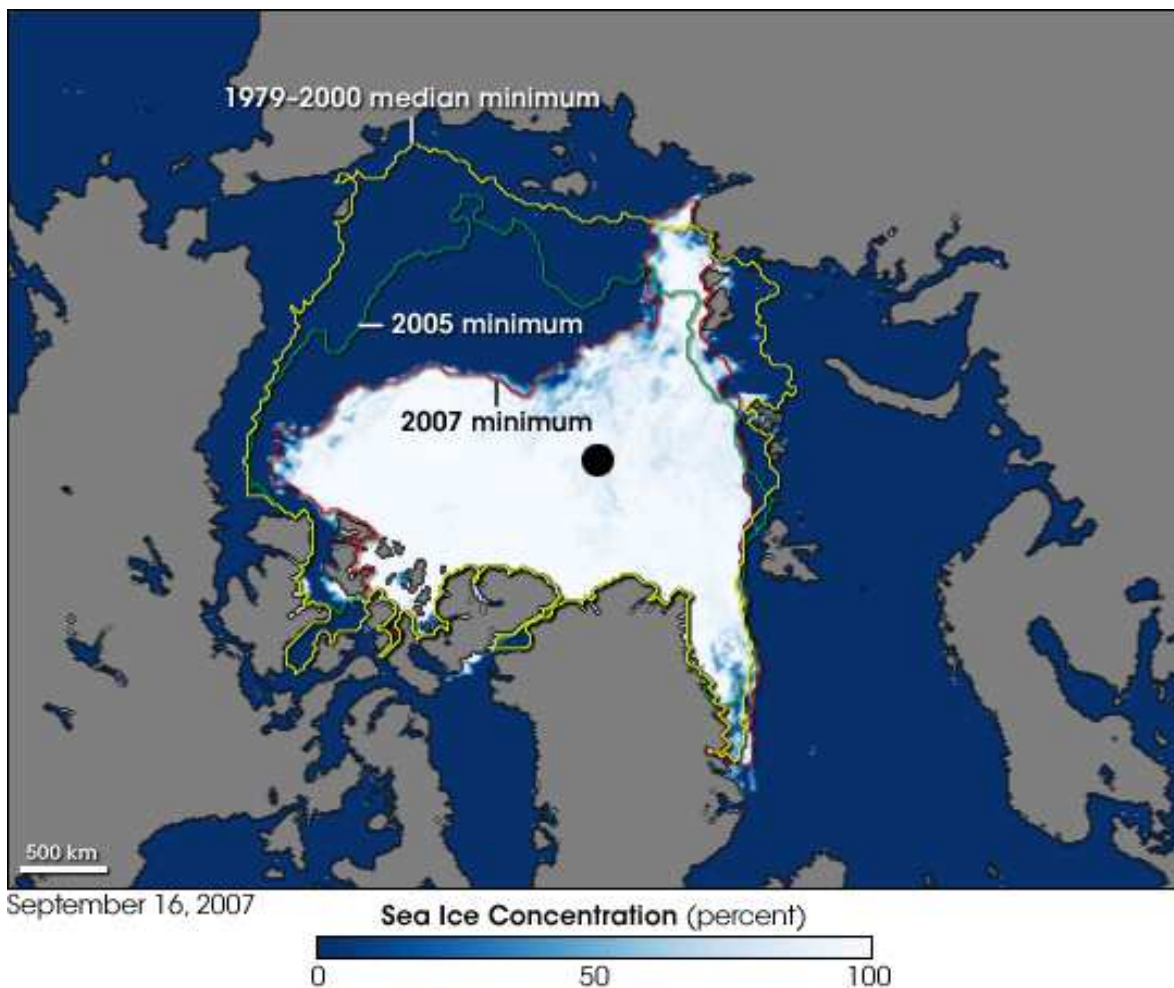 1979–2000 median minimum
2005 minimum
2007 minimum
500 km
September 16, 2007
Sea Ice Concentration (percent)
0 50 100